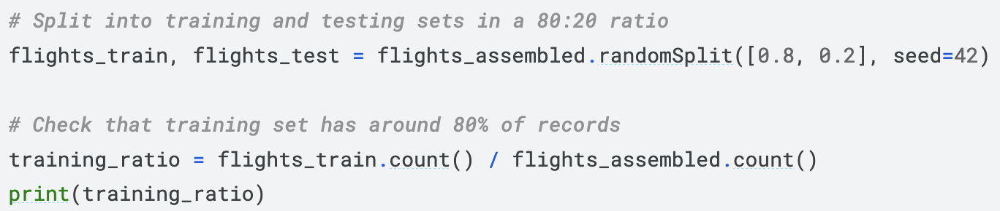 # Split into training and testing sets in a 80:20 ratio
flights_train, flights_test = flights_assembled.randomSplit([0.8, 0.2], seed=42)
# Check that training set has around 80% of records
training_ratio = flights_train.count() / flights_assembled.count()
print(training_ratio)